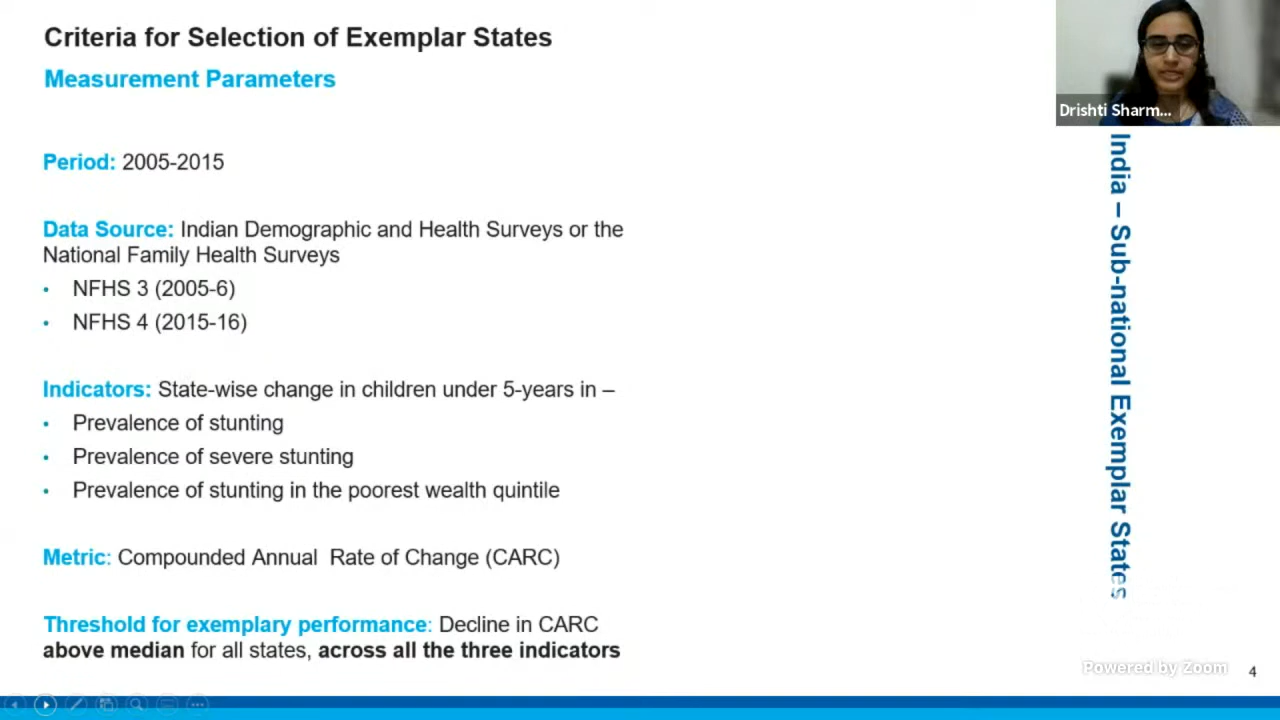 Criteria for Selection of Exemplar States
Measurement Parameters
Drishti Sharm...
Period: 2005-2015
Data Source: Indian Demographic and Health Surveys or the
National Family Health Surveys
• NFHS 3 (2005-6)
• NFHS 4 (2015-16)
Indicators: State-wise change in children under 5-years in –
• Prevalence of stunting
• Prevalence of severe stunting
• Prevalence of stunting in the poorest wealth quintile
Metric: Compounded Annual Rate of Change (CARC)
Threshold for exemplary performance: Decline in CARC
above median for all states, across all the three indicators
India – Sub-national Exemplar States
Powered by Zoom
4